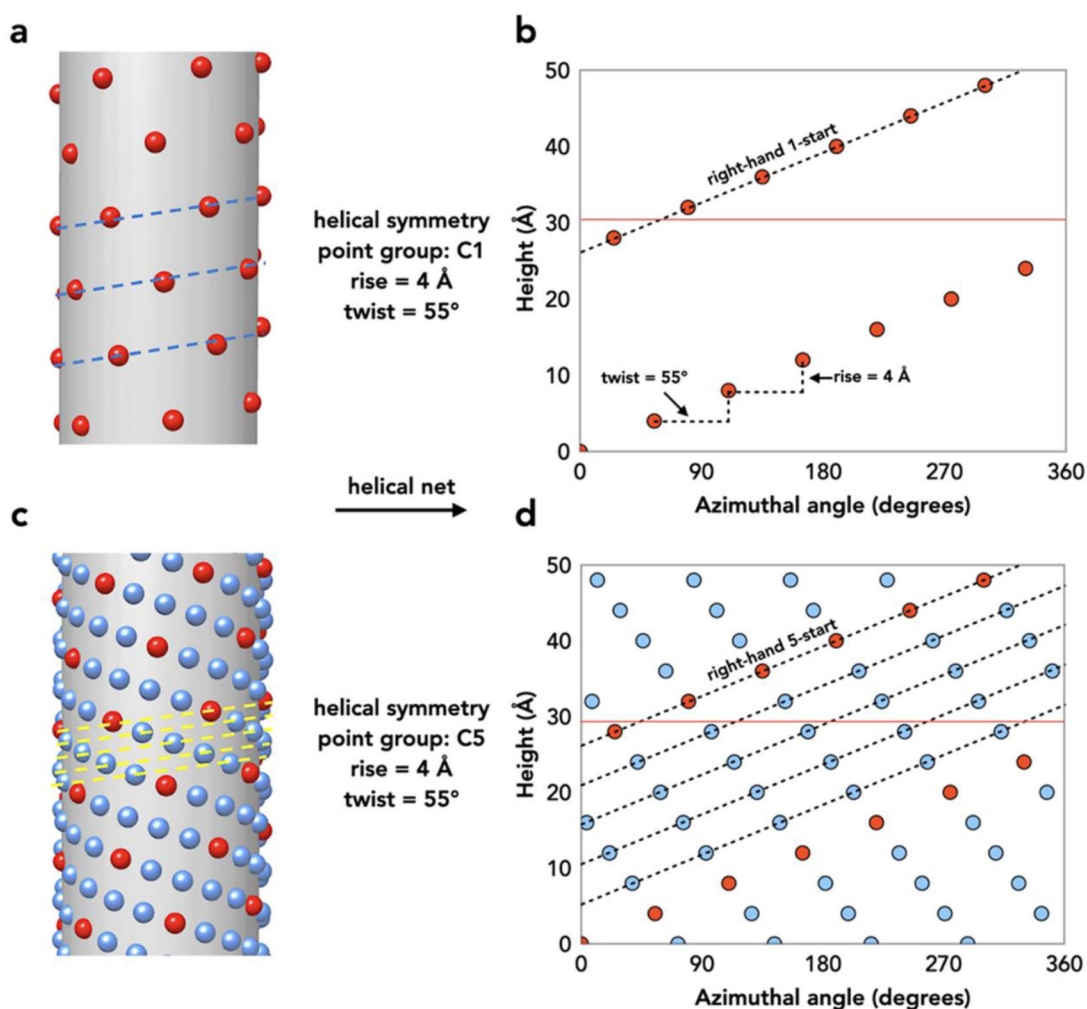 a
b
helical symmetry
point group: C1
rise = 4 Å
twist = 55°
Height (Å)
50
40
30
20
10
0
right-hand 1-start
twist = 55°
rise = 4 Å
0
90
180
270
360
Azimuthal angle (degrees)
helical net
c
d
helical symmetry
point group: C5
rise = 4 Å
twist = 55°
Height (Å)
50
40
30
20
10
0
right-hand 5-start
0
90
180
270
360
Azimuthal angle (degrees)